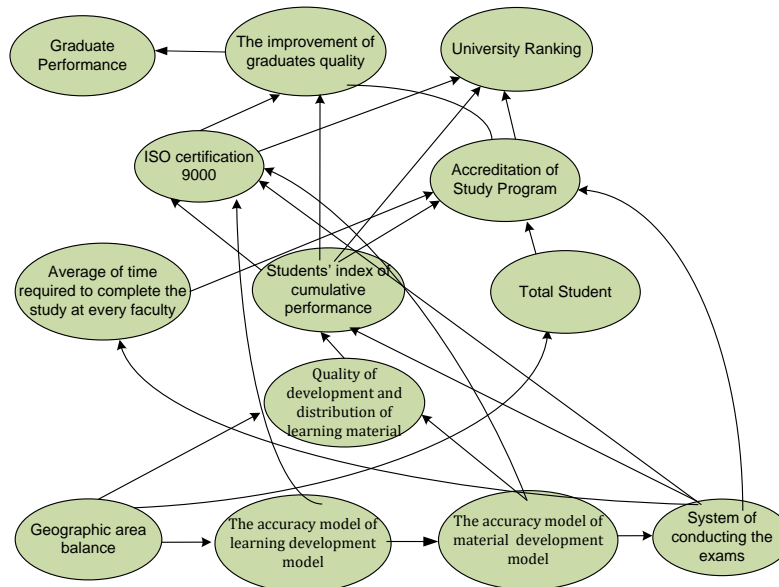 Graduate
Performance
The improvement of
graduates quality
University Ranking
ISO certification
9000
Accreditation of
Study Program
Average of time
required to complete the
study at every faculty
Students' index of
cumulative
performance
Total Student
Quality of
development and
distribution of
learning material
Geographic area
balance
The accuracy model of
learning development
model
The accuracy model of
material development
model
System of
conducting the
exams